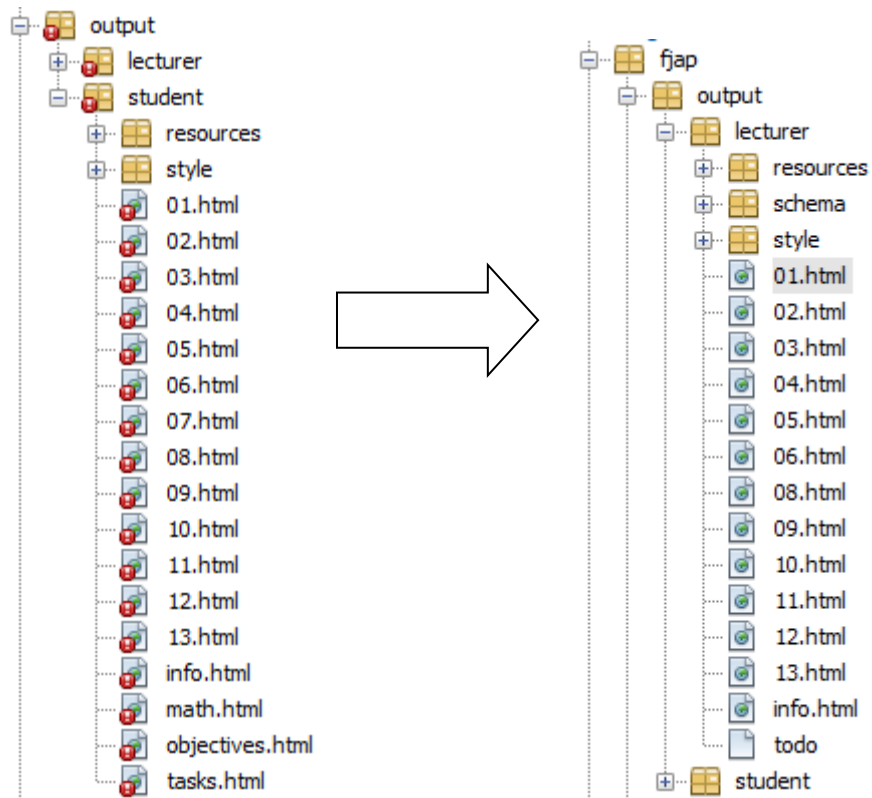 output
lecturer
student
resources
style
01.html
02.html
03.html
04.html
05.html
06.html
07.html
08.html
09.html
10.html
11.html
12.html
13.html
info.html
math.html
objectives.html
tasks.html
fjap
output
lecturer
resources
schema
style
01.html
02.html
03.html
04.html
05.html
06.html
08.html
09.html
10.html
11.html
12.html
13.html
info.html
todo
student